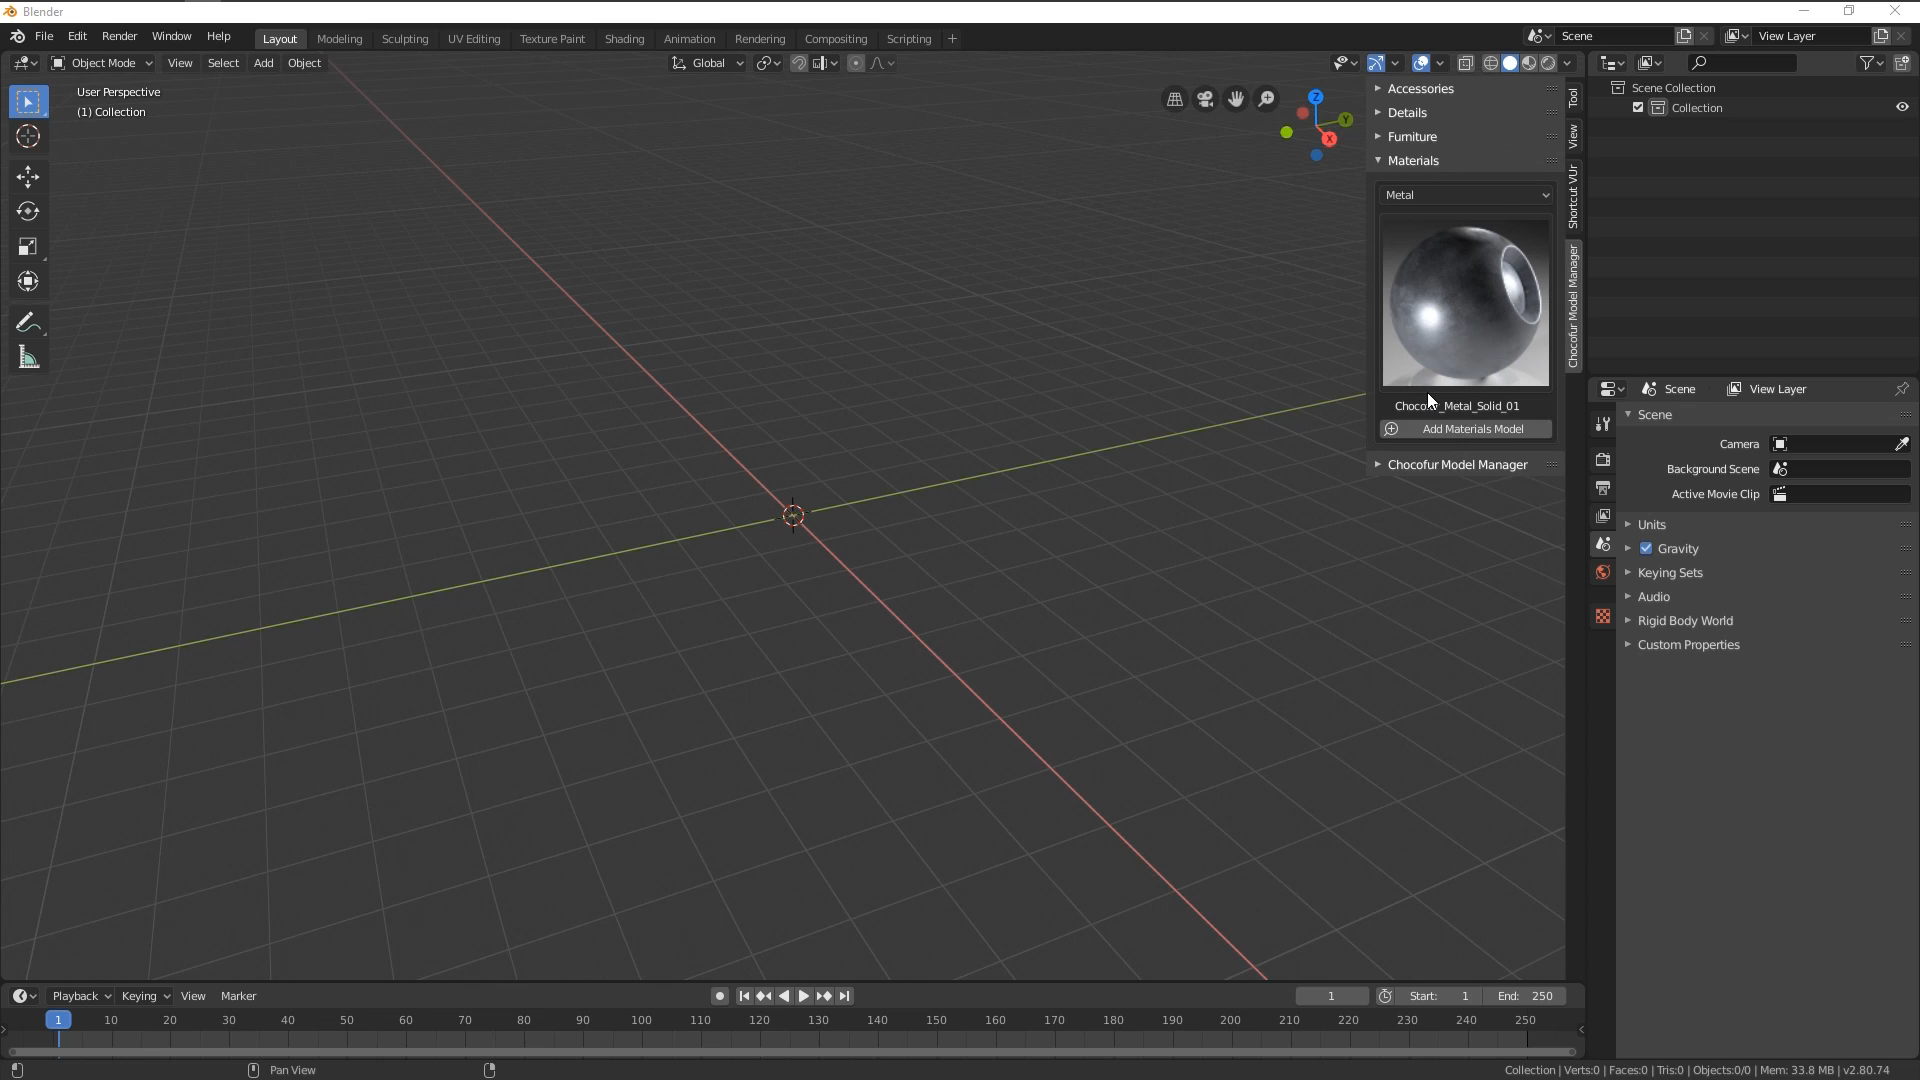 Blender
File Edit Render Window Help
Layout Modeling Sculpting UV Editing Texture Paint Shading Animation Rendering Compositing Scripting +
Scene View Layer
Object Mode View Select Add Object
Global
User Perspective
(1) Collection
Z
Y
X
Accessories
Details
Furniture
Materials
Metal
Metal_Solid_01
Add Materials Model
Chocofur Model Manager
Tool
View
Shortcut VUr
Chocofur Model Manager
Scene Collection
Collection
Scene View Layer
Scene
Camera
Background Scene
Active Movie Clip
Units
Gravity
Keying Sets
Audio
Rigid Body World
Custom Properties
Playback Keying View Marker
1 Start: 1 End: 250
1 10 20 30 40 50 60 70 80 90 100 110 120 130 140 150 160 170 180 190 200 210 220 230 240 250
Pan View
Collection | Verts:0 | Faces:0 | Tris:0 | Objects:0/0 | Mem: 33.8 MB | v2.80.74